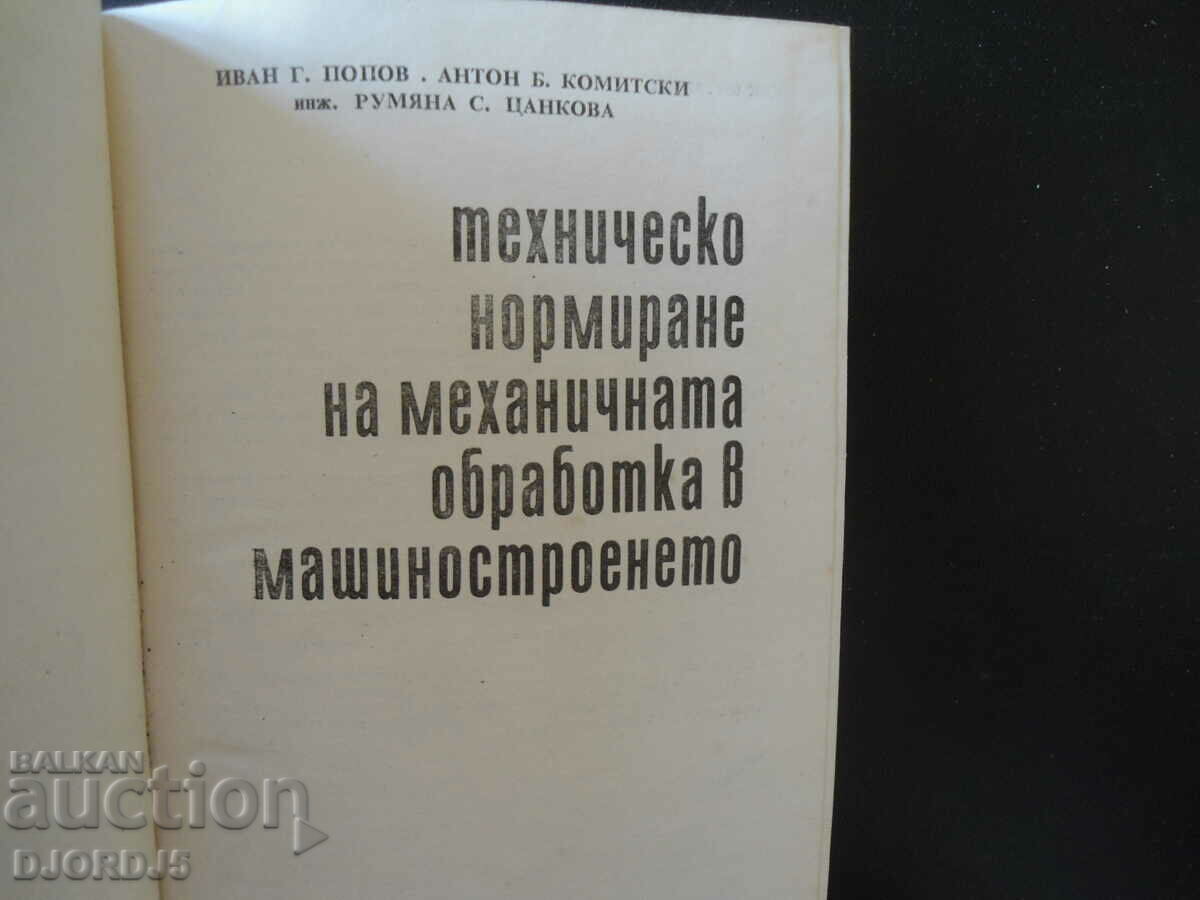 ИВАН Г. ПОПОВ . АНТОН Б. КОМИТСКИ
инж. РУМЯНА С. ЦАНКОВА
техническо
нормиране
на механичната
обработка в
машиностроенето
BALKAN
auction
DJORDJ5